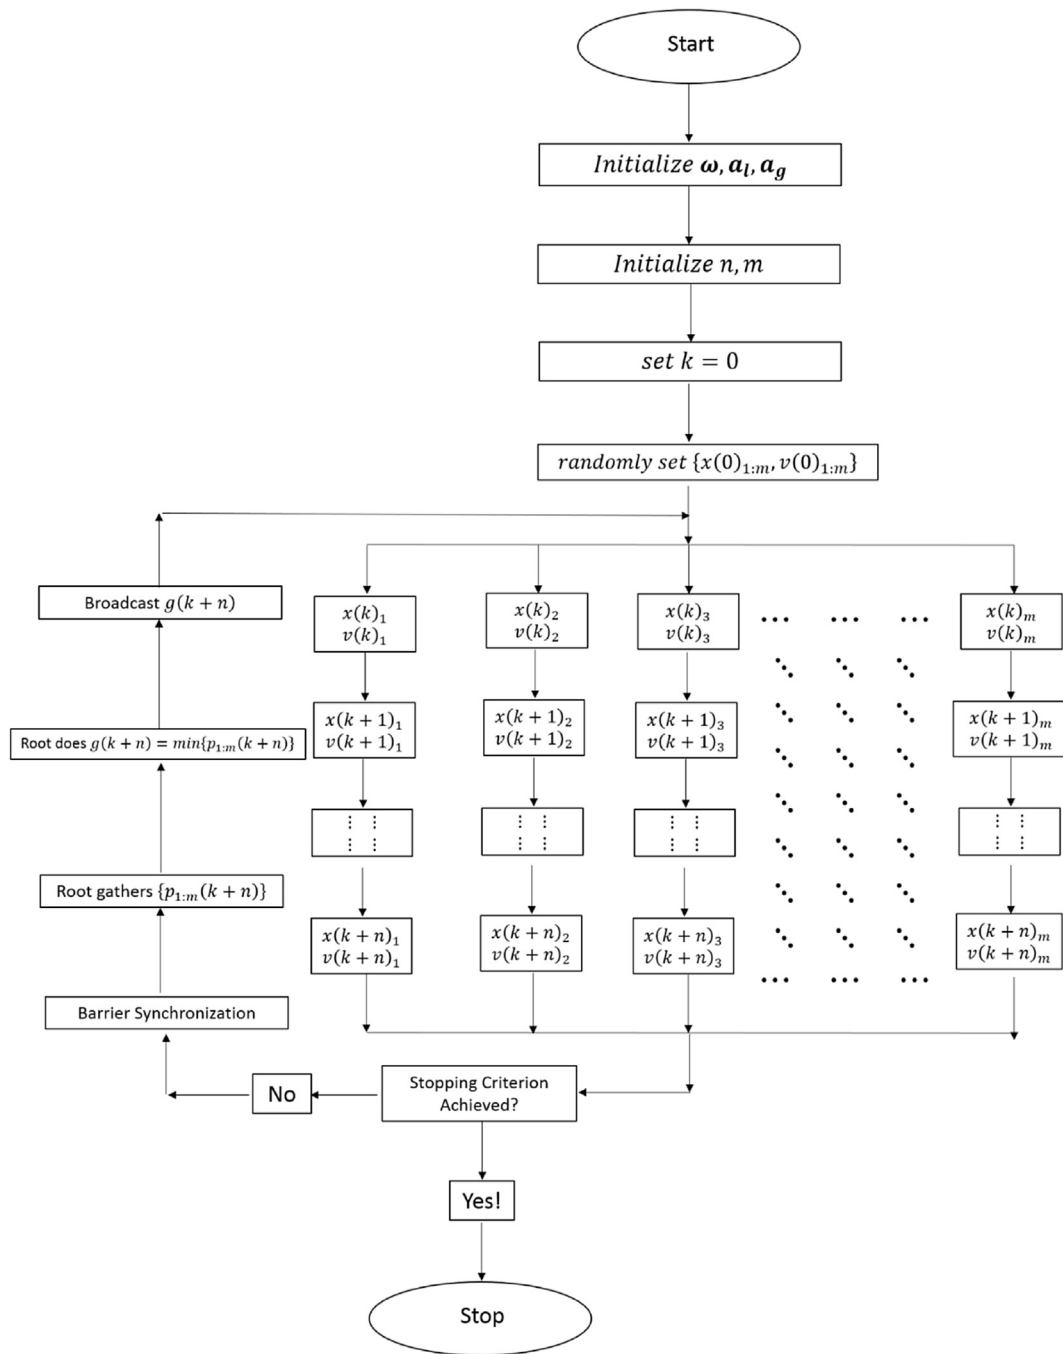 Start
Initialize ω, a_l, a_g
Initialize n, m
set k = 0
randomly set {x(0)_{1:m}, v(0)_{1:m}}
Broadcast g(k + n)
x(k)_1
v(k)_1
x(k)_2
v(k)_2
x(k)_3
v(k)_3
x(k)_m
v(k)_m
Root does g(k + n) = min{p_{1:m}(k + n)}
x(k + 1)_1
v(k + 1)_1
x(k + 1)_2
v(k + 1)_2
x(k + 1)_3
v(k + 1)_3
x(k + 1)_m
v(k + 1)_m
Root gathers {p_{1:m}(k + n)}
x(k + n)_1
v(k + n)_1
x(k + n)_2
v(k + n)_2
x(k + n)_3
v(k + n)_3
x(k + n)_m
v(k + n)_m
Barrier Synchronization
No
Stopping Criterion
Achieved?
Yes!
Stop